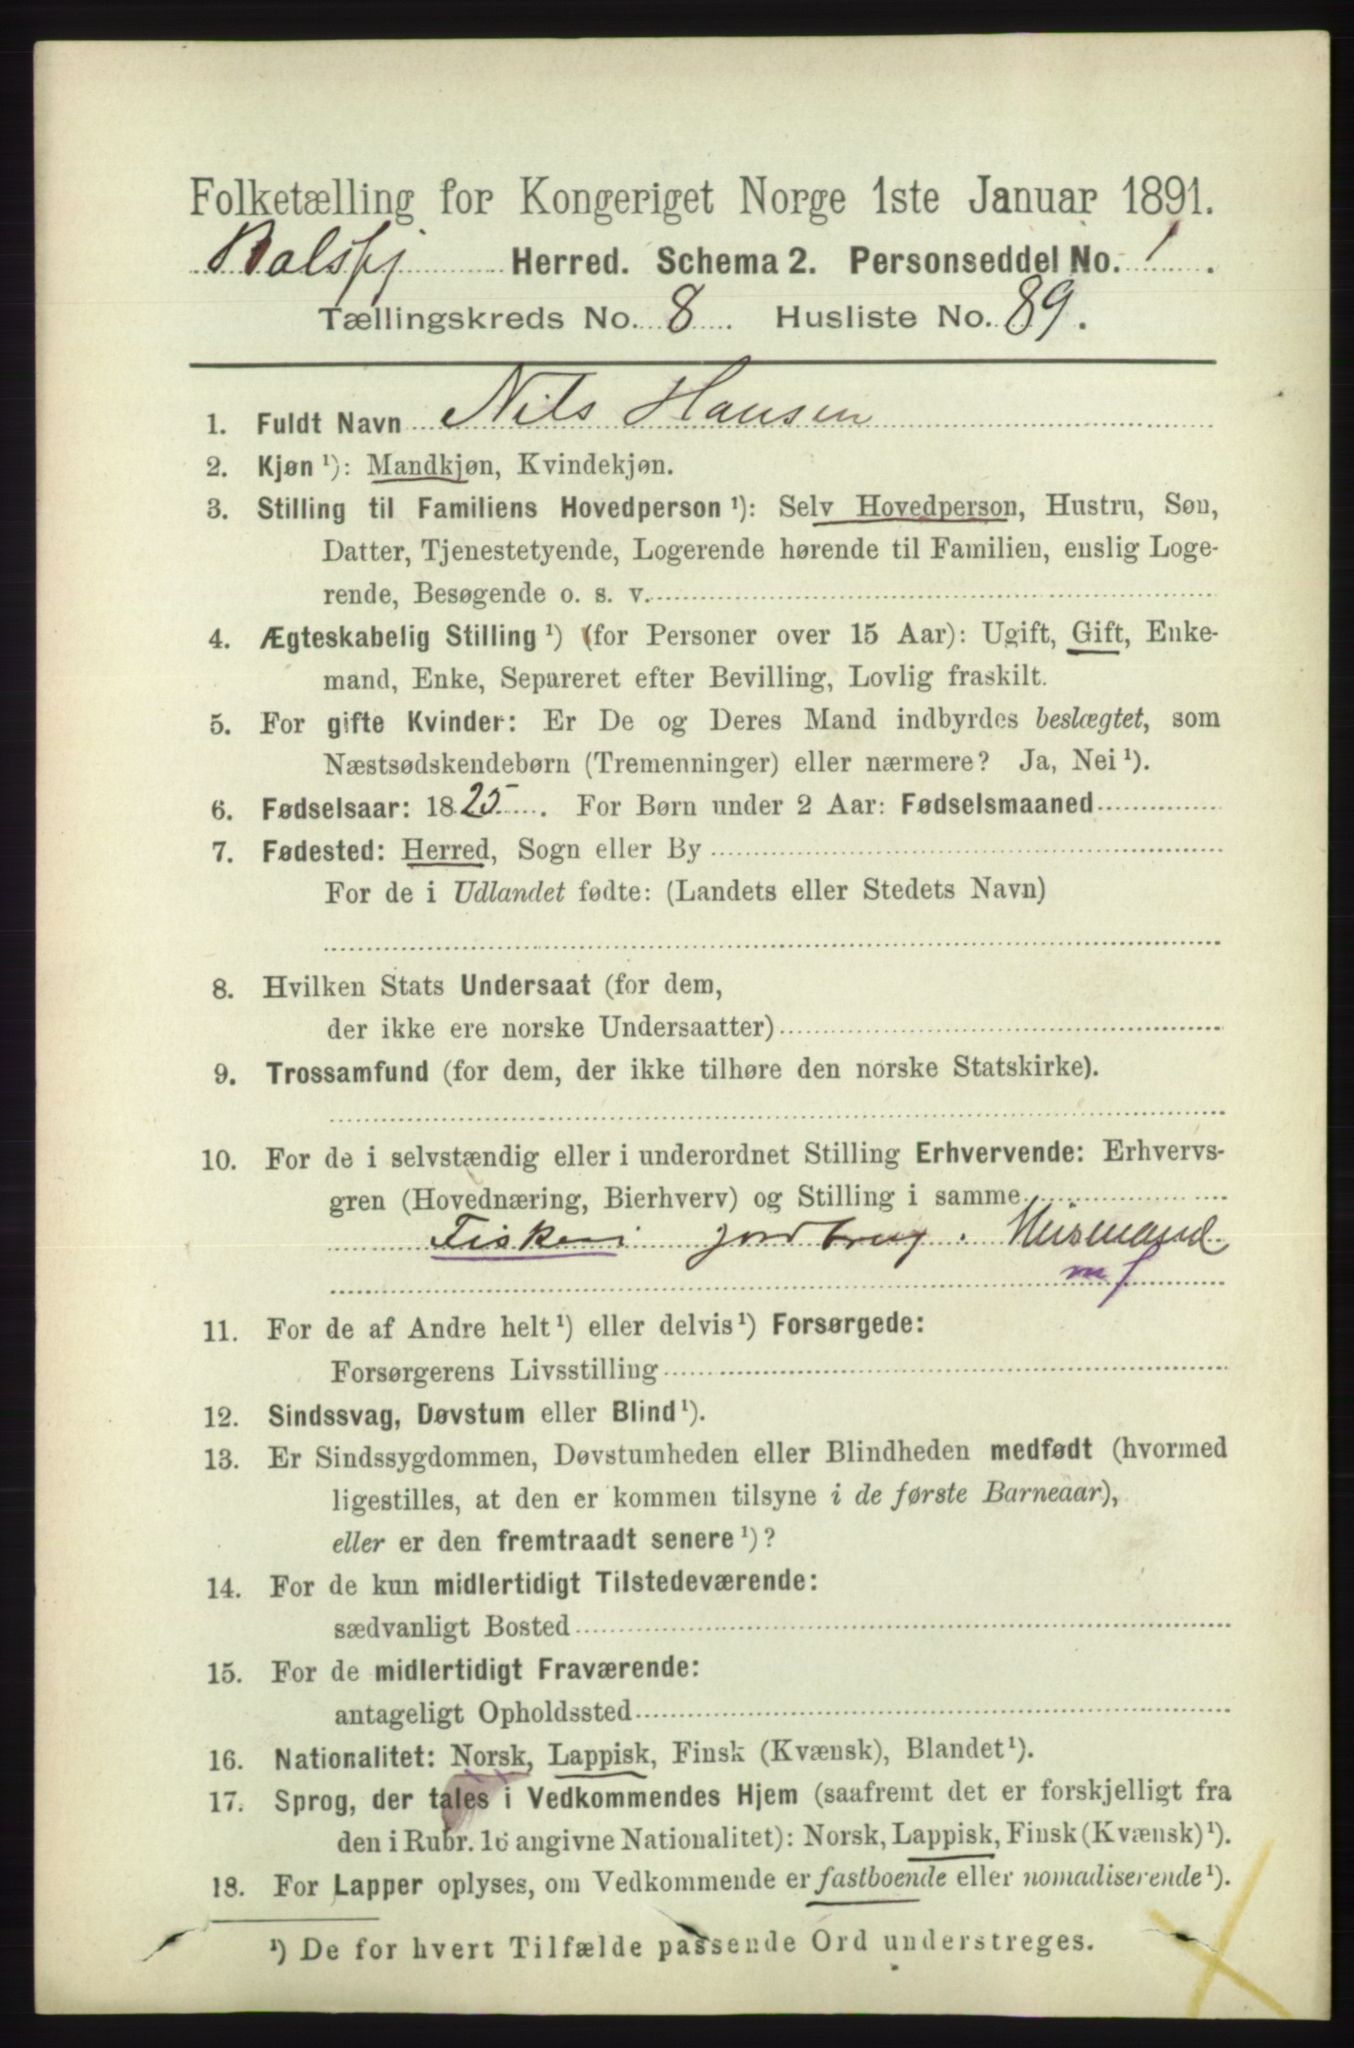 Folketælling for Kongeriget Norge 1ste Januar 1891.
Balsfj Herred. Schema 2. Personseddel No. 1.
Tællingskreds No. 8. Husliste No. 89.
1. Fuldt Navn Nils Hansen
2. Kjøn ¹): Mandkjøn, Kvindekjøn.
3. Stilling til Familiens Hovedperson ¹): Selv Hovedperson, Hustru, Søn,
Datter, Tjenestetyende, Logerende hørende til Familien, enslig Loge-
rende, Besøgende o. s. v.
4. Ægteskabelig Stilling ¹) (for Personer over 15 Aar): Ugift, Gift, Enke-
mand, Enke, Separeret efter Bevilling, Lovlig fraskilt.
5. For gifte Kvinder: Er De og Deres Mand indbyrdes beslægtet, som
Næstsødskendebørn (Tremenninger) eller nærmere? Ja, Nei ¹).
6. Fødselsaar: 1825. For Børn under 2 Aar: Fødselsmaaned
7. Fødested: Herred, Sogn eller By
For de i Udlandet fødte: (Landets eller Stedets Navn)
8. Hvilken Stats Undersaat (for dem,
der ikke ere norske Undersaatter)
9. Trossamfund (for dem, der ikke tilhøre den norske Statskirke).
10. For de i selvstændig eller i underordnet Stilling Erhvervende: Erhvervs-
gren (Hovednæring, Bierhverv) og Stilling i samme
Fiskeri jordbrug. Husmand
m f
11. For de af Andre helt ¹) eller delvis ¹) Forsørgede:
Forsørgerens Livsstilling
12. Sindssvag, Døvstum eller Blind ¹).
13. Er Sindssygdommen, Døvstumheden eller Blindheden medfødt (hvormed
ligestilles, at den er kommen tilsyne i de første Barneaar),
eller er den fremtraadt senere ¹)?
14. For de kun midlertidigt Tilstedeværende:
sædvanligt Bosted
15. For de midlertidigt Fraværende:
antageligt Opholdssted
16. Nationalitet: Norsk, Lappisk, Finsk (Kvænsk), Blandet ¹).
17. Sprog, der tales i Vedkommendes Hjem (saafremt det er forskjelligt fra
den i Rubr. 16 angivne Nationalitet): Norsk, Lappisk, Finsk (Kvænsk) ¹).
18. For Lapper oplyses, om Vedkommende er fastboende eller nomadiserende ¹).
¹) De for hvert Tilfælde passende Ord understreges.